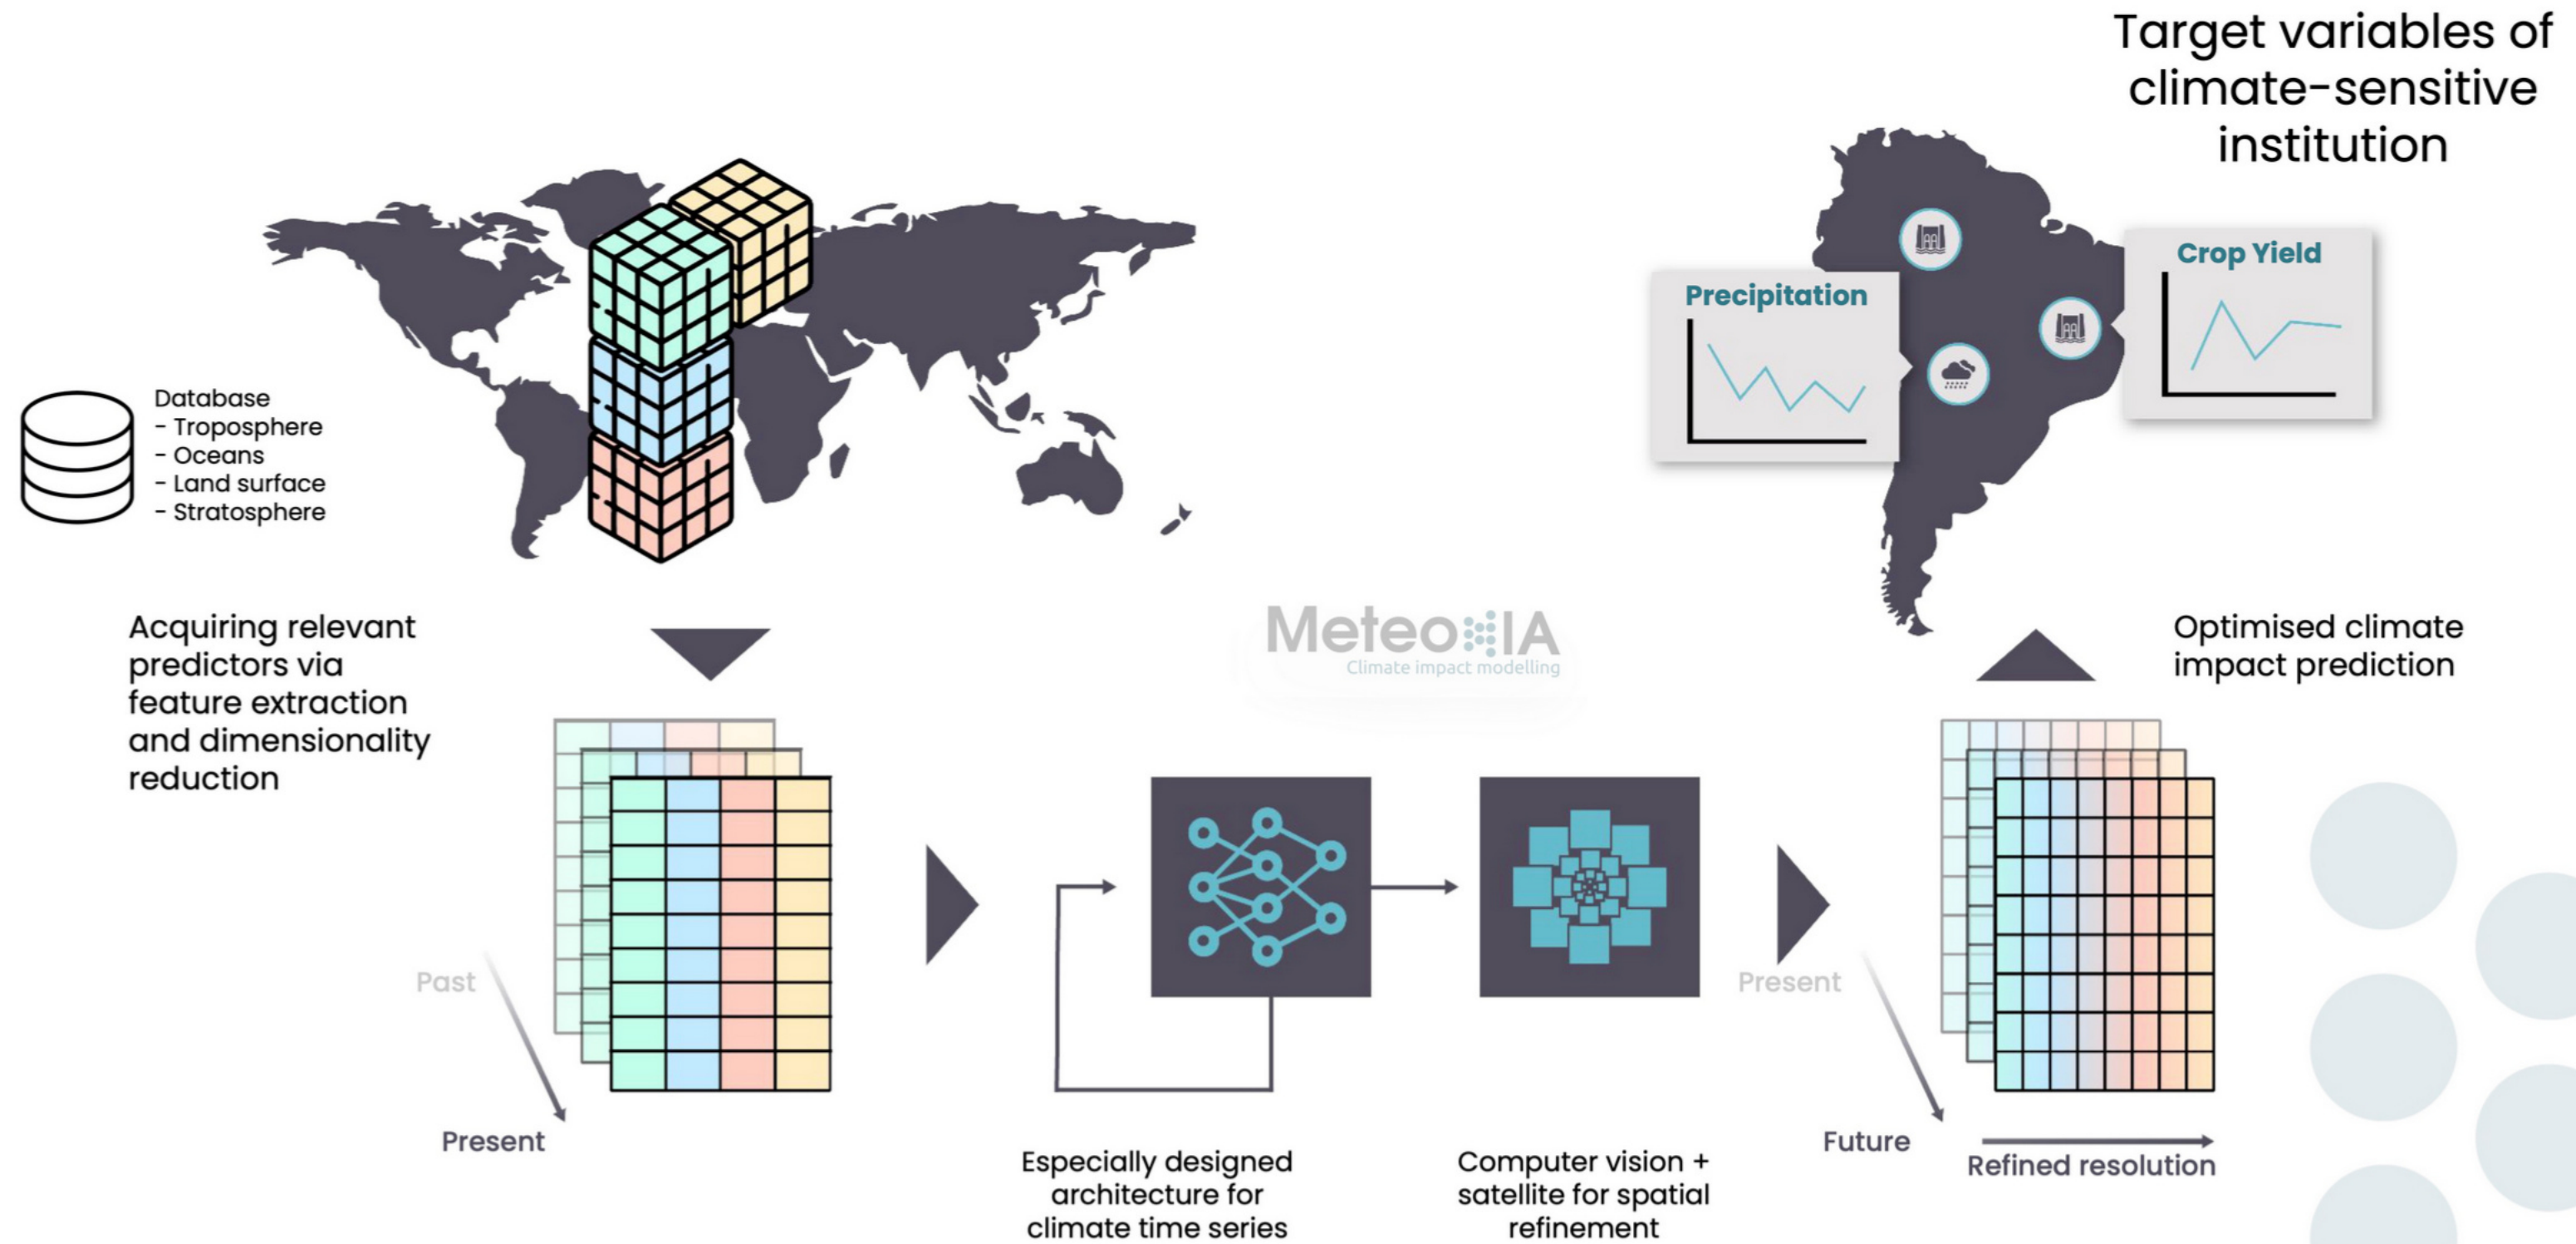 Target variables of
climate-sensitive
institution
Crop Yield
Precipitation
Database
- Troposphere
- Oceans
- Land surface
- Stratosphere
Acquiring relevant
predictors via
feature extraction
and dimensionality
reduction
MeteoIA
Climate impact modelling
Optimised climate
impact prediction
Past
Present
Present
Future
Refined resolution
Especially designed
architecture for
climate time series
Computer vision +
satellite for spatial
refinement